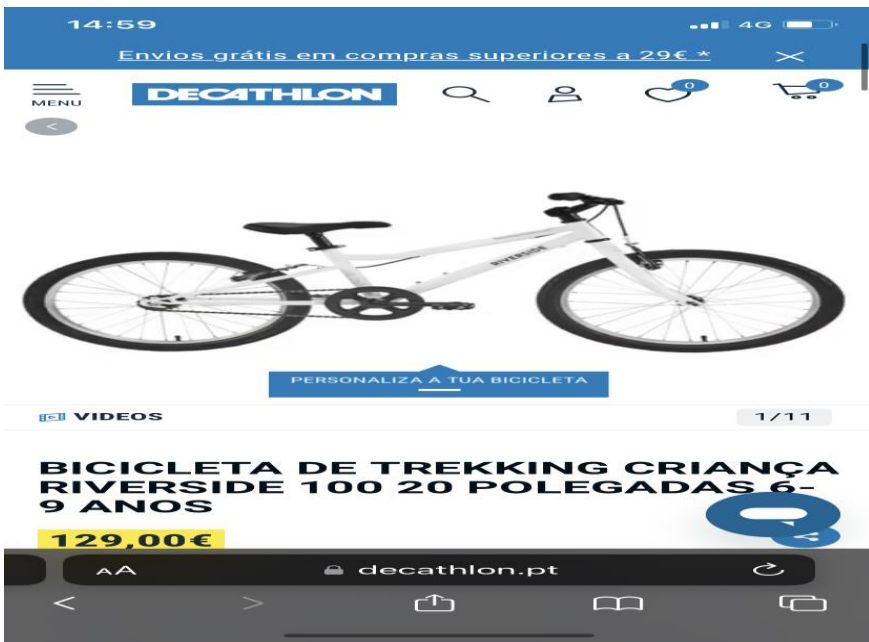 14:59
4G
Envios grátis em compras superiores a 29€ *
MENU
DECATHLON
0
0
RIVERSIDE
PERSONALIZA A TUA BICICLETA
VIDEOS
1/11
BICICLETA DE TREKKING CRIANÇA
RIVERSIDE 100 20 POLEGADAS 6-
9 ANOS
129,00€
AA
decathlon.pt